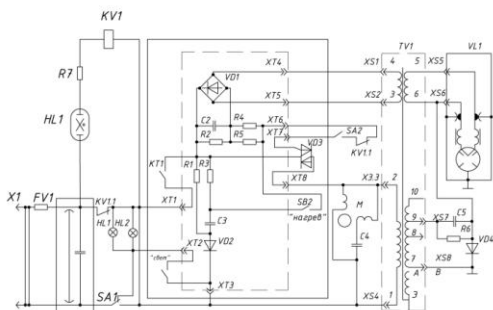 KV1
R7
HL1
X1
FV1
KV1.1
HL1
HL2
SA1
XT4
XT5
XT6
XT7
XT8
XT1
XT2
XT3
KT1
VD1
C2
R4
R2
R5
R1
R3
C3
VD2
VD3
SA2
KV1.1
SB2
"нагрев"
"свет"
M
C4
XS1
XS2
X3.3
XS4
TV1
4
5
3
6
2
10
9
8
7
A
1
3
XS5
XS6
XS7
XS8
B
C5
R6
VD4
VL1